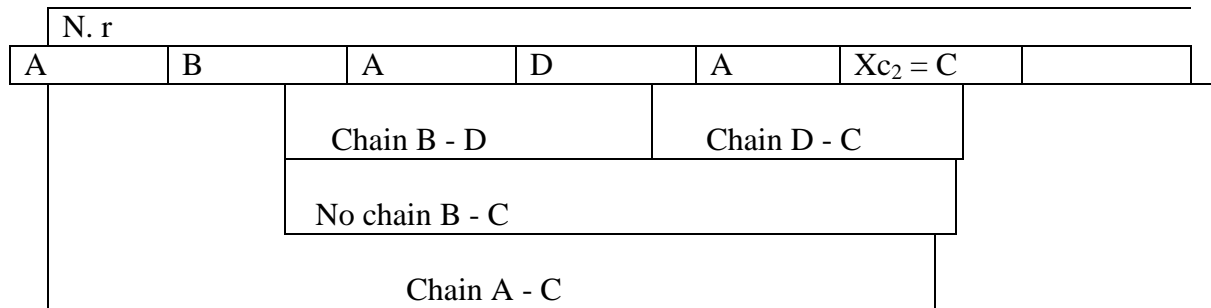 N. r
A B A D A Xc₂ = C
Chain B - D Chain D - C
No chain B - C
Chain A - C